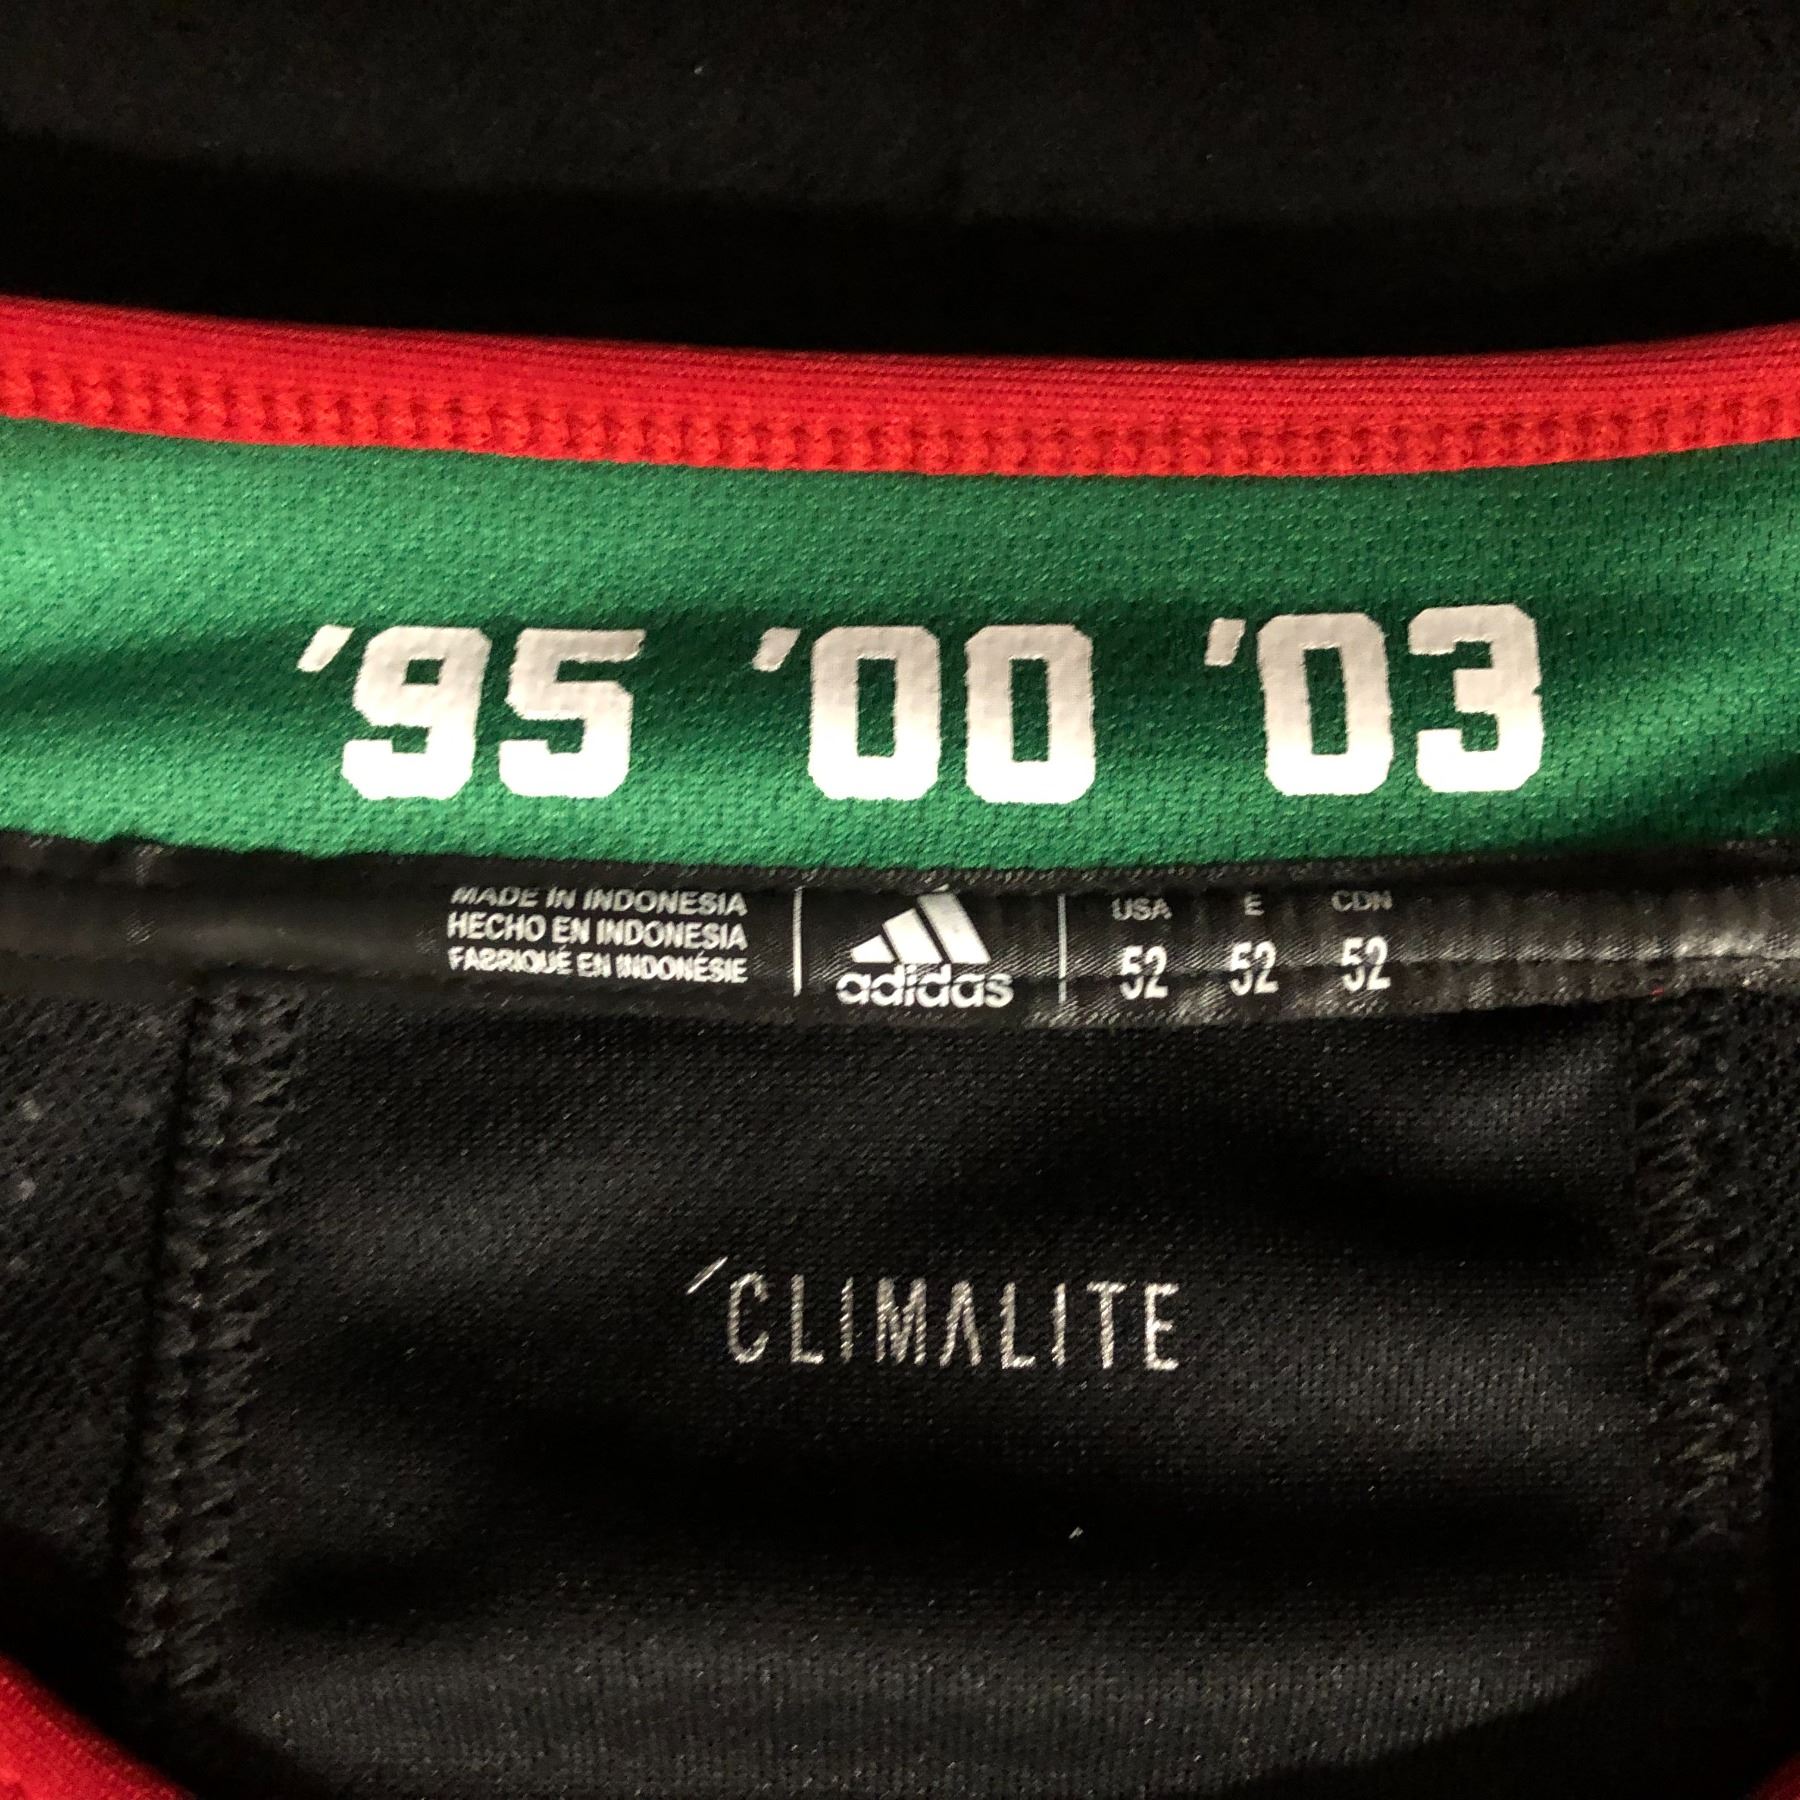 '95 '00 '03
MADE IN INDONESIA
HECHO EN INDONESIA
FABRIQUÉ EN INDONÉSIE
adidas
USA E CDN
52 52 52
'CLIMALITE